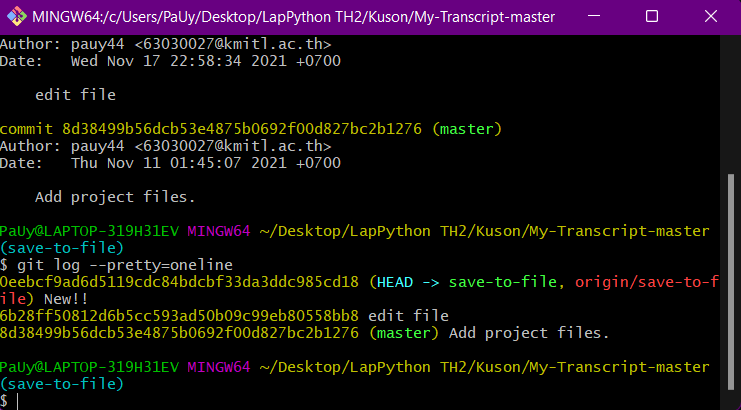 MINGW64:/c/Users/PaUy/Desktop/LapPython TH2/Kuson/My-Transcript-master
Author: pauy44 <63030027@kmitl.ac.th>
Date:   Wed Nov 17 22:58:34 2021 +0700
    edit file
commit 8d38499b56dcb53e4875b0692f00d827bc2b1276 (master)
Author: pauy44 <63030027@kmitl.ac.th>
Date:   Thu Nov 11 01:45:07 2021 +0700
    Add project files.
PaUy@LAPTOP-319H31EV MINGW64 ~/Desktop/LapPython TH2/Kuson/My-Transcript-master
(save-to-file)
$ git log --pretty=oneline
0eebcf9ad6d5119cdc84bdcbf33da3ddc985cd18 (HEAD -> save-to-file, origin/save-to-f
ile) New!!
6b28ff50812d6b5cc593ad50b09c99eb80558bb8 edit file
8d38499b56dcb53e4875b0692f00d827bc2b1276 (master) Add project files.
PaUy@LAPTOP-319H31EV MINGW64 ~/Desktop/LapPython TH2/Kuson/My-Transcript-master
(save-to-file)
$